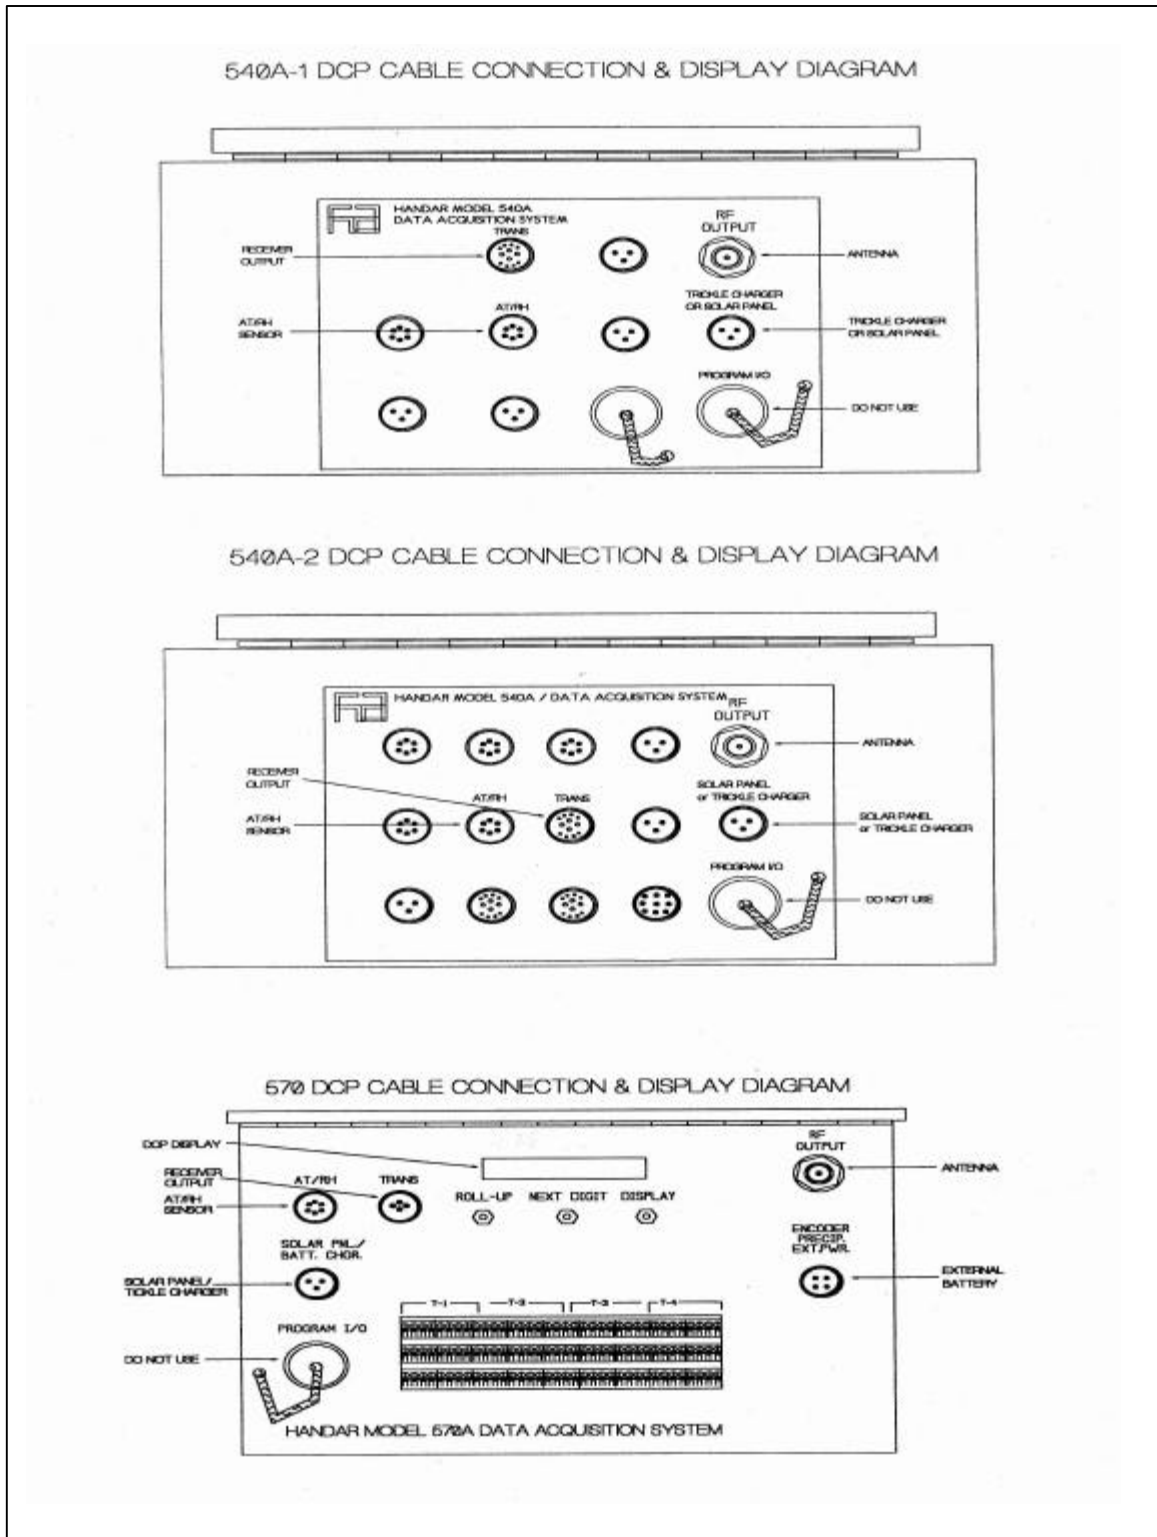 540A-1 DCP CABLE CONNECTION & DISPLAY DIAGRAM
HANDAR MODEL 540A
DATA ACQUISITION SYSTEM
TRANS
RF
OUTPUT
RECEIVER
OUTPUT
ANTENNA
AT/RH
SENSOR
AT/RH
TRICKLE CHARGER
OR SOLAR PANEL
TRICKLE CHARGER
OR SOLAR PANEL
PROGRAM I/O
DO NOT USE
540A-2 DCP CABLE CONNECTION & DISPLAY DIAGRAM
HANDAR MODEL 540A / DATA ACQUISITION SYSTEM
RF
OUTPUT
ANTENNA
RECEIVER
OUTPUT
AT/RH
SENSOR
AT/RH
TRANS
SOLAR PANEL
or TRICKLE CHARGER
SOLAR PANEL
or TRICKLE CHARGER
PROGRAM I/O
DO NOT USE
570 DCP CABLE CONNECTION & DISPLAY DIAGRAM
DCP DISPLAY
RF
OUTPUT
ANTENNA
RECEIVER
OUTPUT
AT/RH
SENSOR
AT/RH
TRANS
ROLL-UP NEXT DIGIT DISPLAY
SOLAR PNL./
BATT. CHGR.
ENCODER
PRECIP.
EXT.PWR.
SOLAR PANEL/
TICKLE CHARGER
EXTERNAL
BATTERY
T-1 T-2 T-3 T-4
PROGRAM I/O
DO NOT USE
HANDAR MODEL 570A DATA ACQUISITION SYSTEM